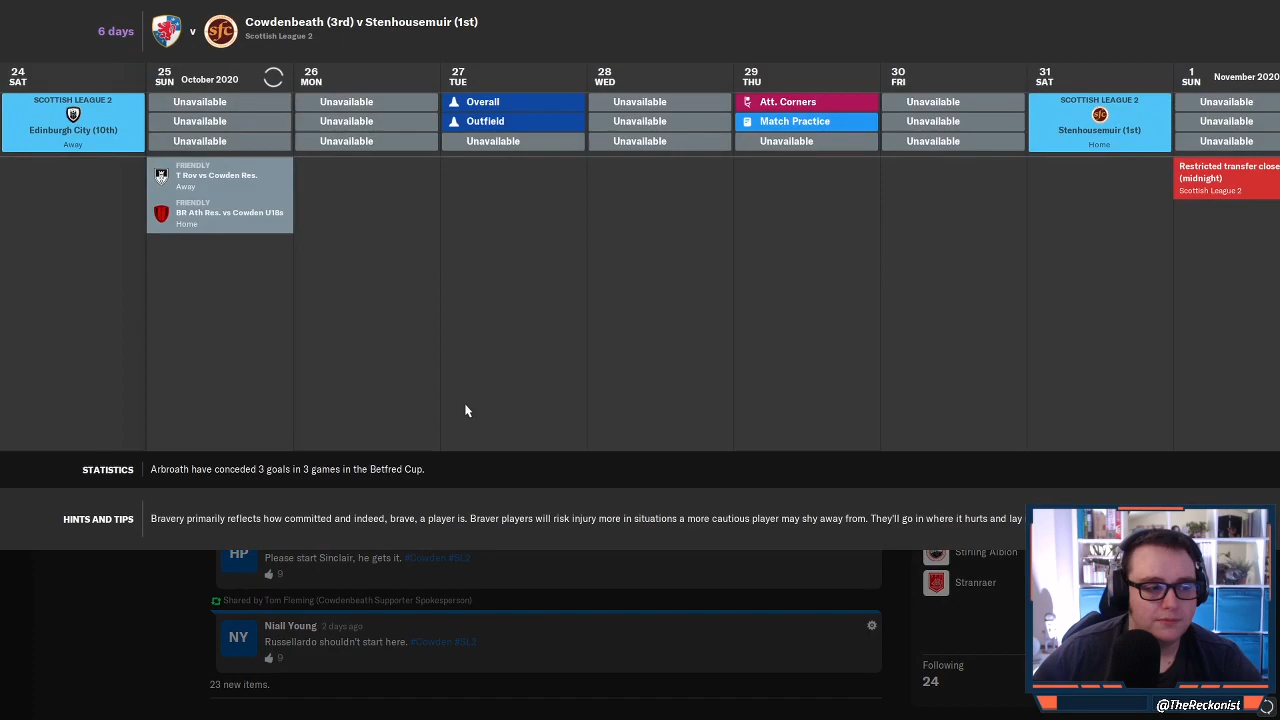 6 days
v
Cowdenbeath (3rd) v Stenhousemuir (1st)
Scottish League 2
24
SAT
25
SUN October 2020
26
MON
27
TUE
28
WED
29
THU
30
FRI
31
SAT
1
SUN November 2020
SCOTTISH LEAGUE 2
Edinburgh City (10th)
Away
Unavailable
Unavailable
Unavailable
Unavailable
Unavailable
Unavailable
Overall
Outfield
Unavailable
Unavailable
Unavailable
Unavailable
Att. Corners
Match Practice
Unavailable
Unavailable
Unavailable
Unavailable
SCOTTISH LEAGUE 2
sfc
Stenhousemuir (1st)
Home
Unavailable
Unavailable
Unavailable
FRIENDLY
T Rov vs Cowden Res.
Away
FRIENDLY
BR Ath Res. vs Cowden U18s
Home
Restricted transfer close
(midnight)
Scottish League 2
STATISTICS Arbroath have conceded 3 goals in 3 games in the Betfred Cup.
HINTS AND TIPS Bravery primarily reflects how committed and indeed, brave, a player is. Braver players will risk injury more in situations a more cautious player may shy away from. They'll go in where it hurts and lay
HP
Please start Sinclair, he gets it. #Cowden #SL2
9
Shared by Tom Fleming (Cowdenbeath Supporter Spokesperson)
NY
Niall Young 2 days ago
Russellardo shouldn't start here. #Cowden #SL2
9
23 new items.
Stirling Albion
Stranraer
Following
24
@TheReckonist